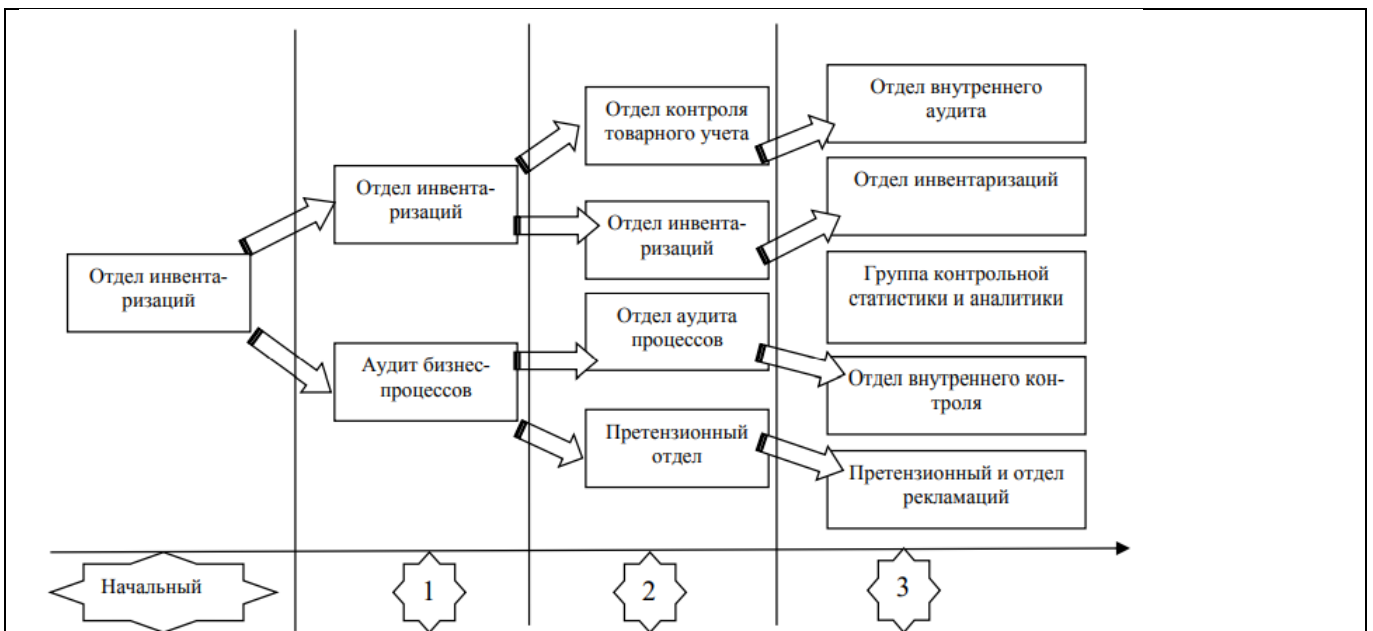 Отдел инвента-
ризаций
Отдел инвента-
ризаций
Аудит бизнес-
процессов
Отдел контроля
товарного учета
Отдел инвента-
ризаций
Отдел аудита
процессов
Претензионный
отдел
Отдел внутреннего
аудита
Отдел инвентаризаций
Группа контрольной
статистики и аналитики
Отдел внутреннего кон-
троля
Претензионный и отдел
рекламаций
Начальный
1
2
3